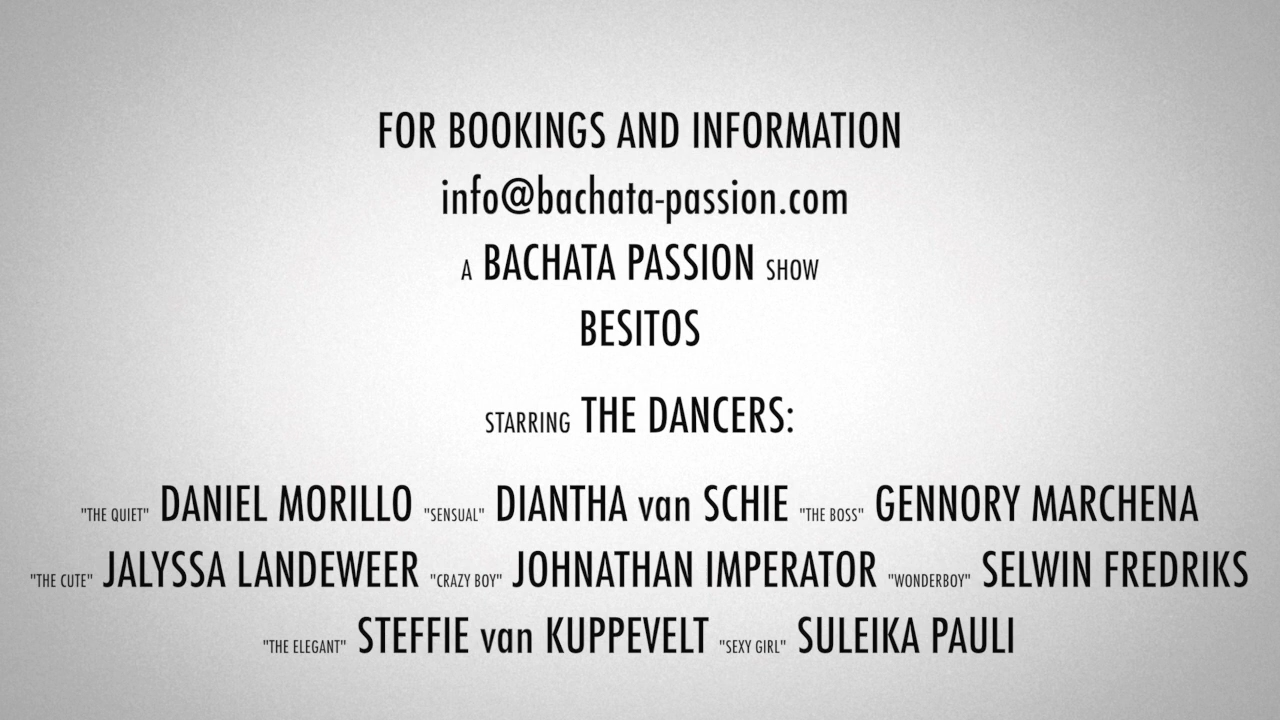 FOR BOOKINGS AND INFORMATION
info@bachata-passion.com
A BACHATA PASSION SHOW
BESITOS
STARRING THE DANCERS:
"THE QUIET" DANIEL MORILLO "SENSUAL" DIANTHA van SCHIE "THE BOSS" GENNORY MARCHENA
"THE CUTE" JALYSSA LANDEWEER "CRAZY BOY" JOHNATHAN IMPERATOR "WONDERBOY" SELWIN FREDRIKS
"THE ELEGANT" STEFFIE van KUPPEVELT "SEXY GIRL" SULEIKA PAULI